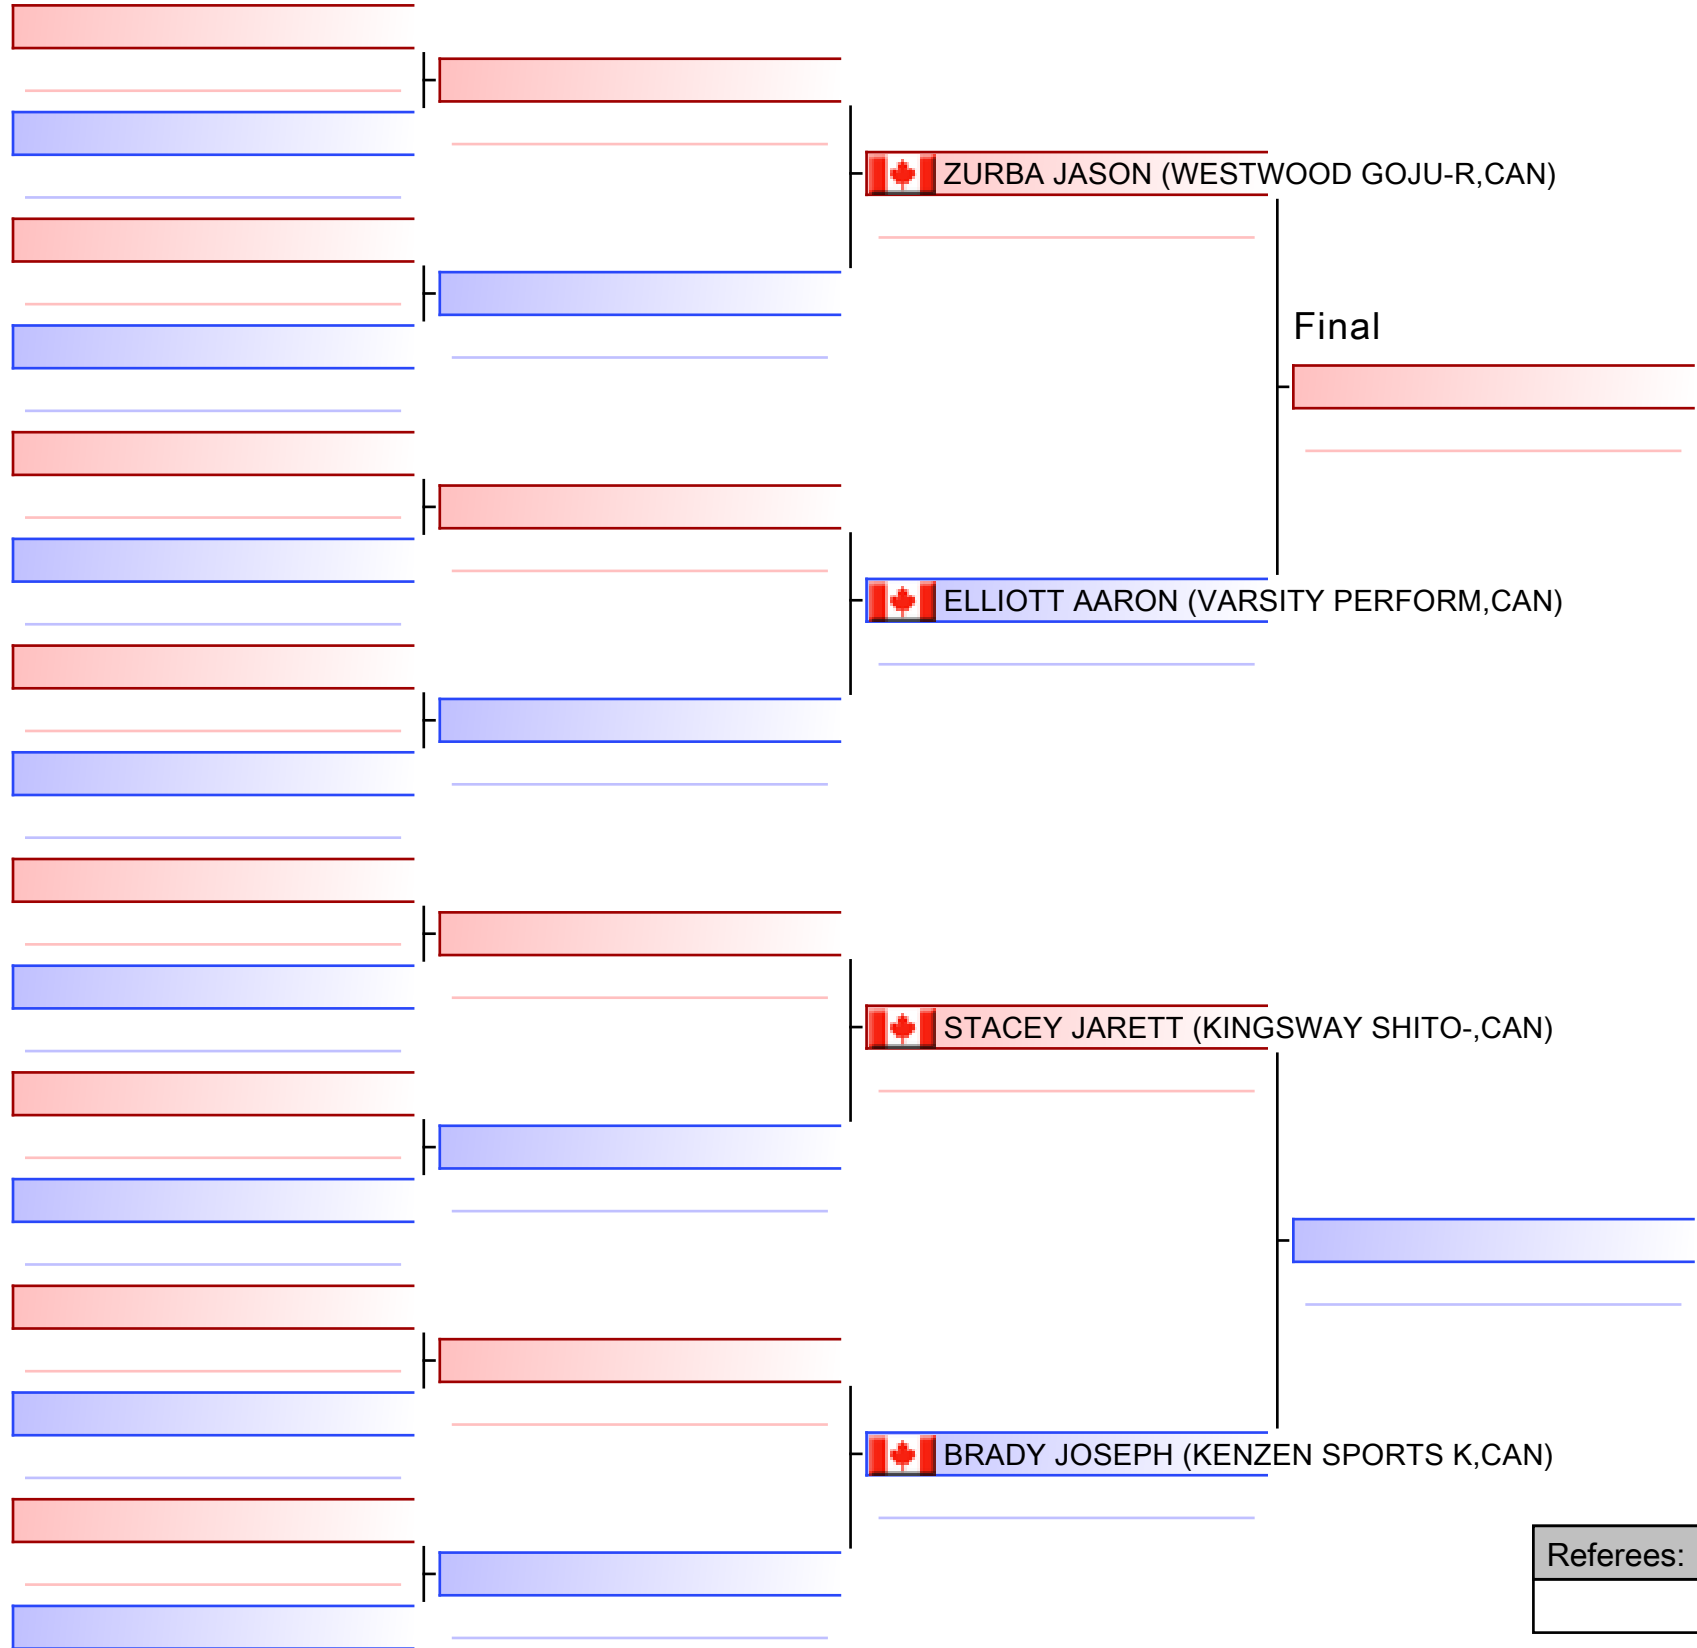 ZURBA JASON (WESTWOOD GOJU-R,CAN)
Final
ELLIOTT AARON (VARSITY PERFORM,CAN)
STACEY JARETT (KINGSWAY SHITO-,CAN)
BRADY JOSEPH (KENZEN SPORTS K,CAN)
Referees: